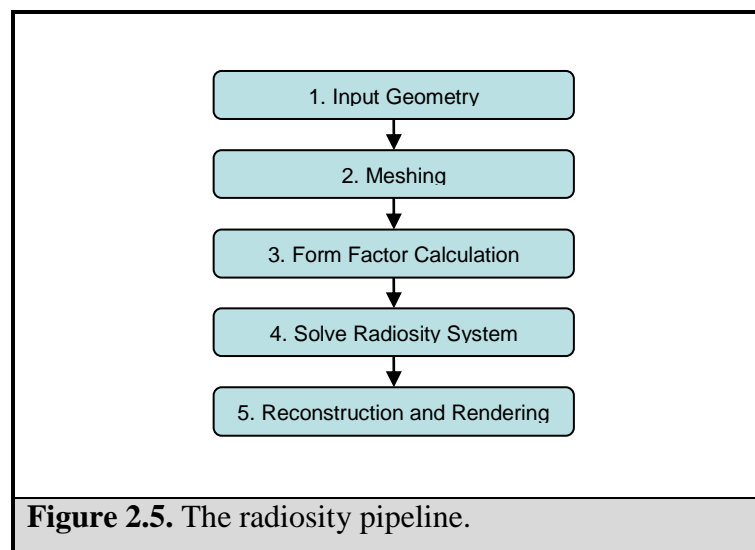 1. Input Geometry
2. Meshing
3. Form Factor Calculation
4. Solve Radiosity System
5. Reconstruction and Rendering
Figure 2.5. The radiosity pipeline.